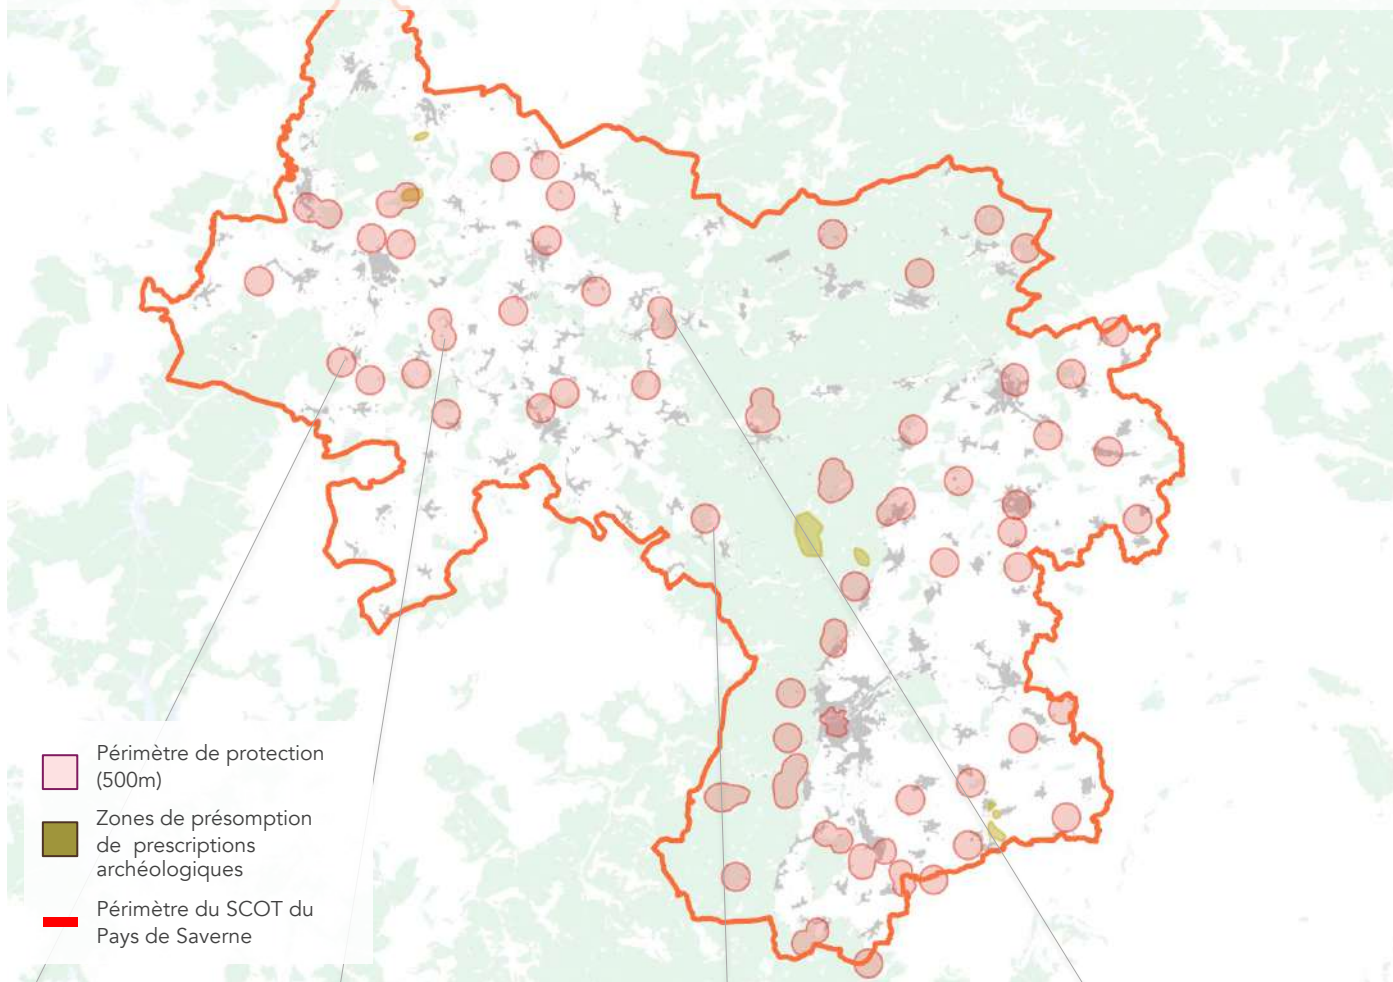 Périmètre de protection
(500m)
Zones de présomption
de prescriptions
archéologiques
Périmètre du SCOT du
Pays de Saverne